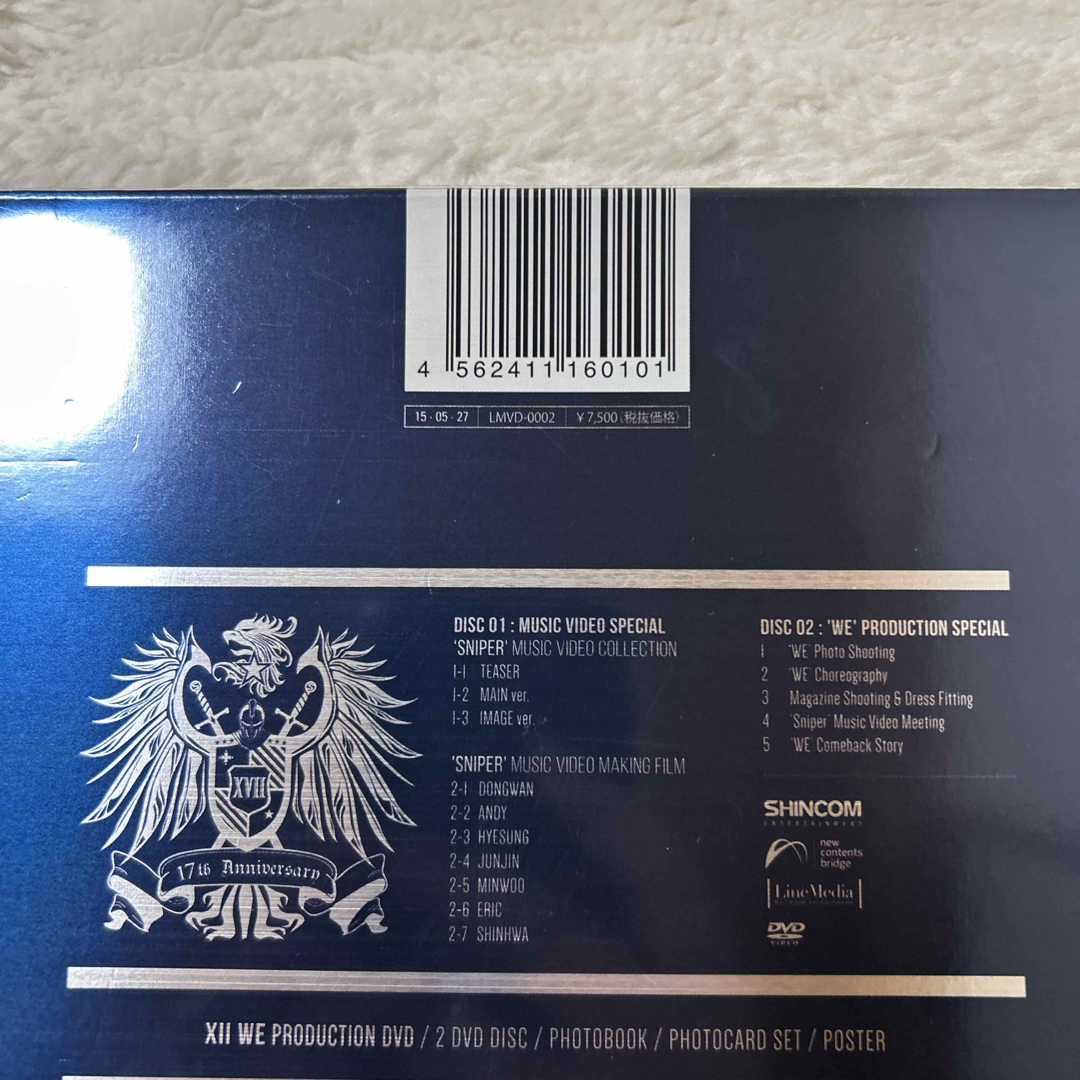 4 562411 160101
15・05・27 LMVD-0002 ¥7,500(税抜価格)
XVII
17th Anniversary
DISC 01 : MUSIC VIDEO SPECIAL
'SNIPER' MUSIC VIDEO COLLECTION
1-1 TEASER
1-2 MAIN ver.
1-3 IMAGE ver.
'SNIPER' MUSIC VIDEO MAKING FILM
2-1 DONGWAN
2-2 ANDY
2-3 HYESUNG
2-4 JUNJIN
2-5 MINWOO
2-6 ERIC
2-7 SHINHWA
DISC 02 : 'WE' PRODUCTION SPECIAL
1 'WE' Photo Shooting
2 'WE' Choreography
3 Magazine Shooting & Dress Fitting
4 'Sniper' Music Video Meeting
5 'WE' Comeback Story
SHINCOM
ENTERTAINMENT
new
contents
bridge
LineMedia
DVD
VIDEO
XII WE PRODUCTION DVD / 2 DVD DISC / PHOTOBOOK / PHOTOCARD SET / POSTER